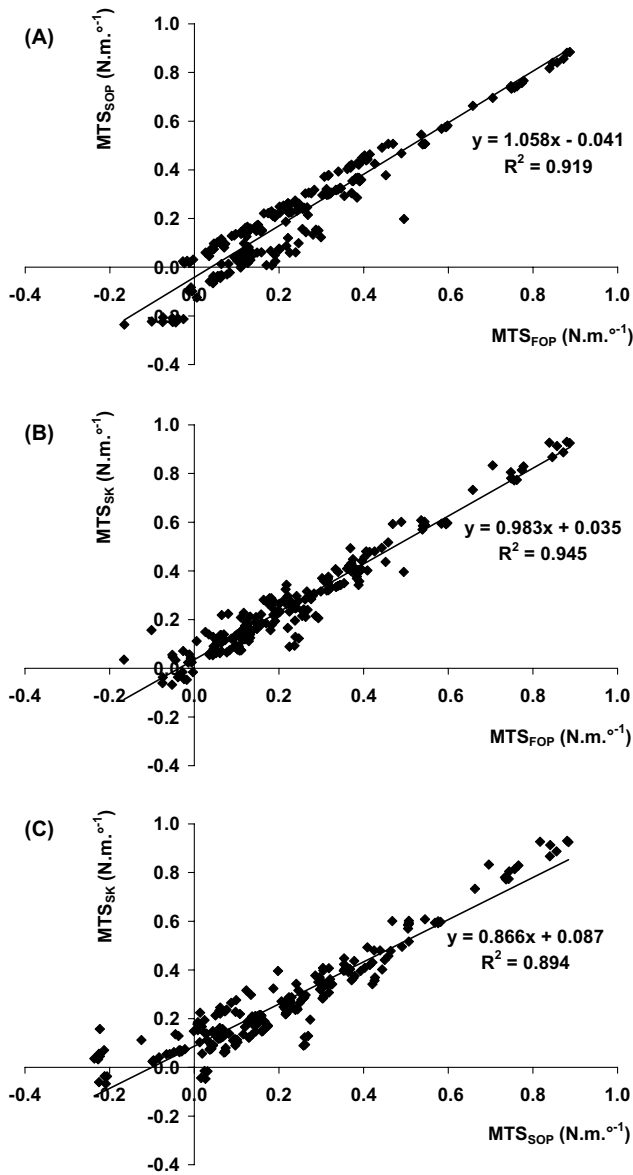 (A)
MTS_SOP (N.m.°⁻¹)
1.0
0.8
0.6
0.4
0.2
0.0
-0.2
-0.4
-0.4 -0.2 0.0 0.2 0.4 0.6 0.8 1.0
y = 1.058x - 0.041
R² = 0.919
MTS_FOP (N.m.°⁻¹)
(B)
MTS_SK (N.m.°⁻¹)
1.0
0.8
0.6
0.4
0.2
0.0
-0.2
-0.4
-0.4 -0.2 0.0 0.2 0.4 0.6 0.8 1.0
y = 0.983x + 0.035
R² = 0.945
MTS_FOP (N.m.°⁻¹)
(C)
MTS_SK (N.m.°⁻¹)
1.0
0.8
0.6
0.4
0.2
0.0
-0.2
-0.4
-0.4 -0.2 0.0 0.2 0.4 0.6 0.8 1.0
y = 0.866x + 0.087
R² = 0.894
MTS_SOP (N.m.°⁻¹)